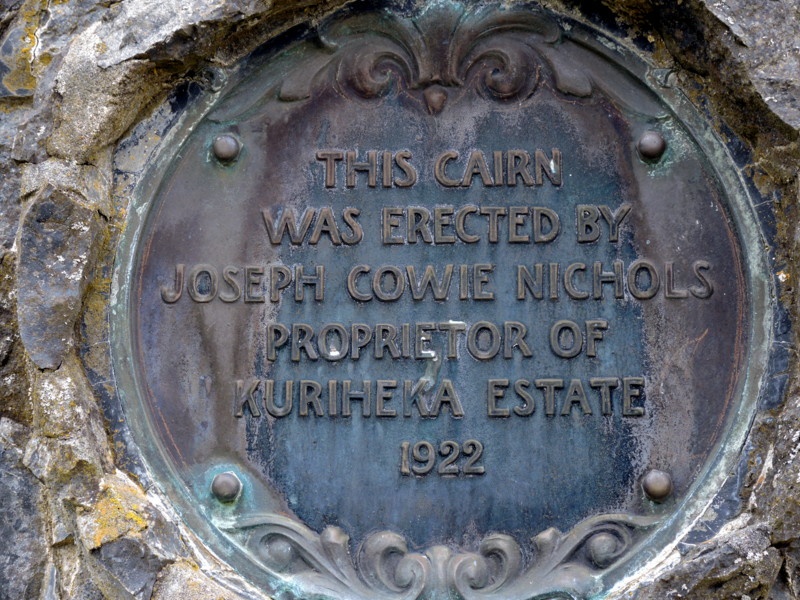 THIS CAIRN
WAS ERECTED BY
JOSEPH COWIE NICHOLS
PROPRIETOR OF
KURIHEKA ESTATE
1922